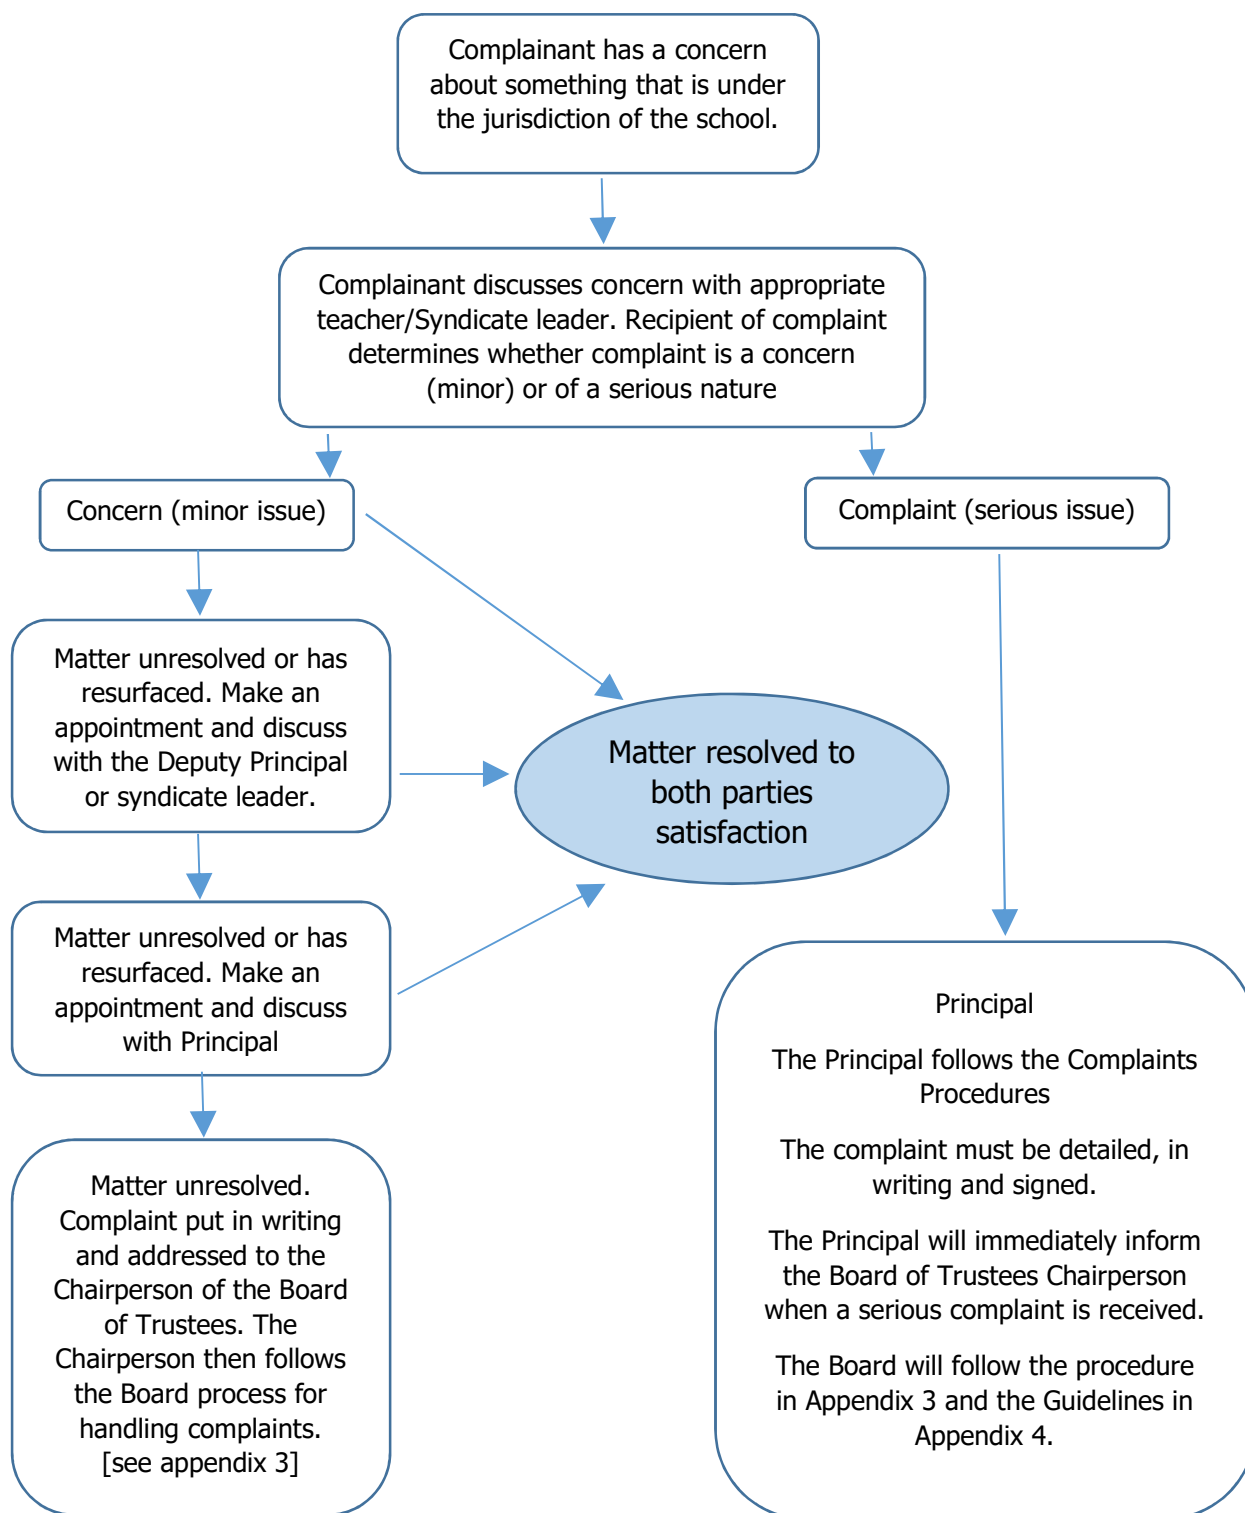 Complainant has a concern
about something that is under
the jurisdiction of the school.
Complainant discusses concern with appropriate
teacher/Syndicate leader. Recipient of complaint
determines whether complaint is a concern
(minor) or of a serious nature
Concern (minor issue)
Complaint (serious issue)
Matter unresolved or has
resurfaced. Make an
appointment and discuss
with the Deputy Principal
or syndicate leader.
Matter resolved to
both parties
satisfaction
Matter unresolved or has
resurfaced. Make an
appointment and discuss
with Principal
Principal
The Principal follows the Complaints
Procedures
The complaint must be detailed, in
writing and signed.
The Principal will immediately inform
the Board of Trustees Chairperson
when a serious complaint is received.
The Board will follow the procedure
in Appendix 3 and the Guidelines in
Appendix 4.
Matter unresolved.
Complaint put in writing
and addressed to the
Chairperson of the Board
of Trustees. The
Chairperson then follows
the Board process for
handling complaints.
[see appendix 3]